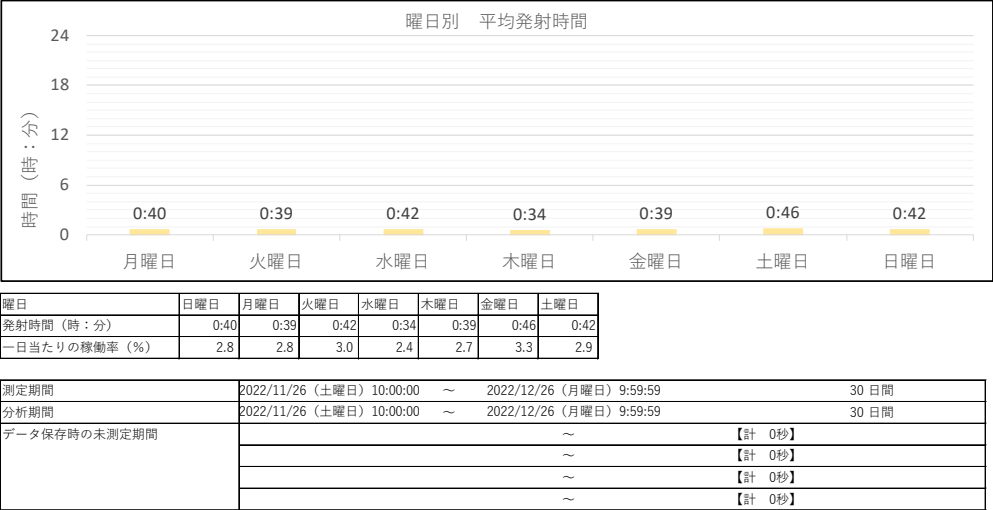 曜日別　平均発射時間
24
18
12
6
0
時間（時：分）
0:40 0:39 0:42 0:34 0:39 0:46 0:42
月曜日 火曜日 水曜日 木曜日 金曜日 土曜日 日曜日
曜日 日曜日 月曜日 火曜日 水曜日 木曜日 金曜日 土曜日
発射時間（時：分） 0:40 0:39 0:42 0:34 0:39 0:46 0:42
一日当たりの稼働率（%） 2.8 2.8 3.0 2.4 2.7 3.3 2.9
測定期間 2022/11/26（土曜日）10:00:00 ～ 2022/12/26（月曜日）9:59:59 30 日間
分析期間 2022/11/26（土曜日）10:00:00 ～ 2022/12/26（月曜日）9:59:59 30 日間
データ保存時の未測定期間 ～ 【計　0秒】
～ 【計　0秒】
～ 【計　0秒】
～ 【計　0秒】